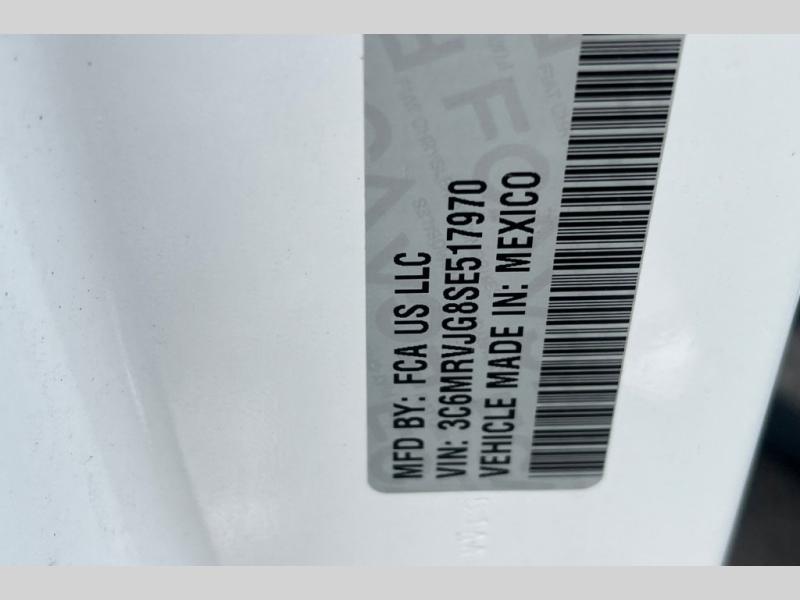 MFD BY: FCA US LLC
VIN: 3C6MRVJG8SE517970
VEHICLE MADE IN: MEXICO